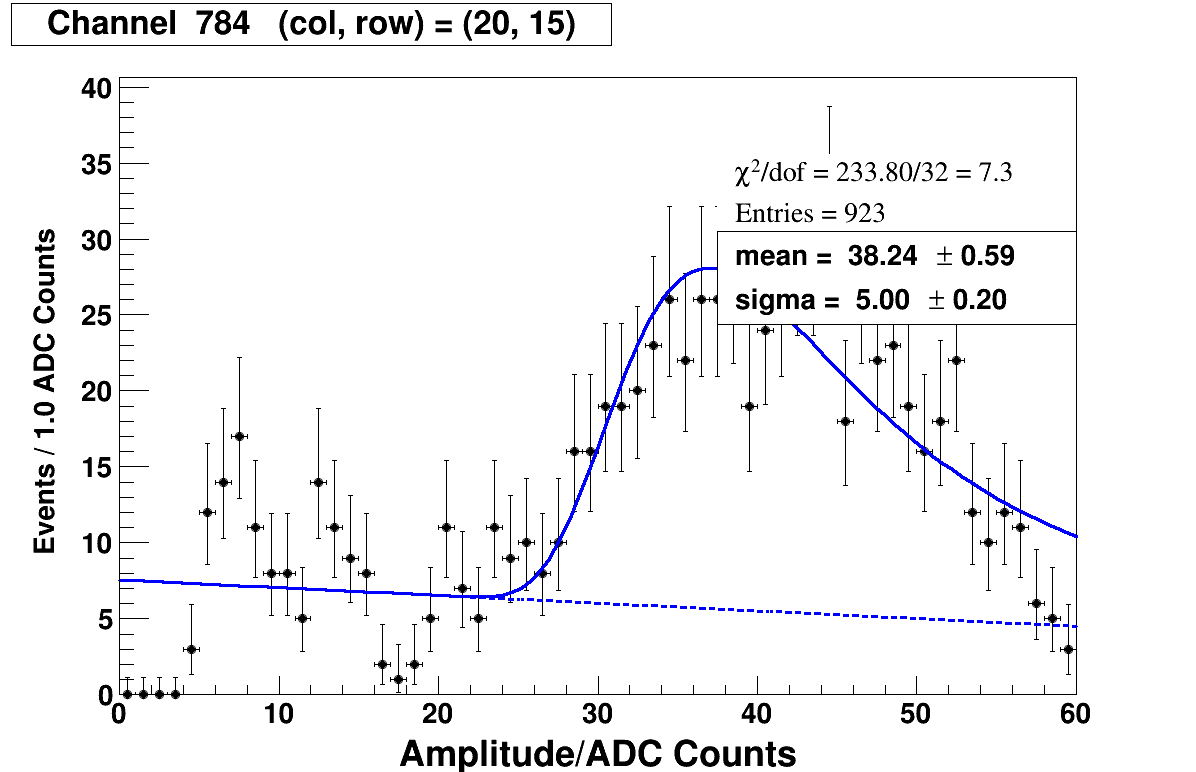 Channel 784 (col, row) = (20, 15)
40
35
30
25
20
15
10
5
0
Events / 1.0 ADC Counts
χ²/dof = 233.80/32 = 7.3
Entries = 923
mean = 38.24 ± 0.59
sigma = 5.00 ± 0.20
0 10 20 30 40 50 60
Amplitude/ADC Counts